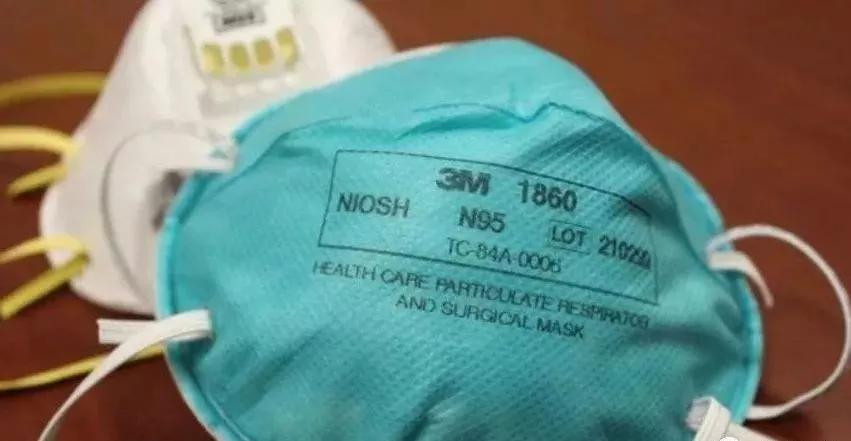 3M 1860
NIOSH N95 LOT
TC-84A-0006
HEALTH CARE PARTICULATE RESPIRATOR
AND SURGICAL MASK